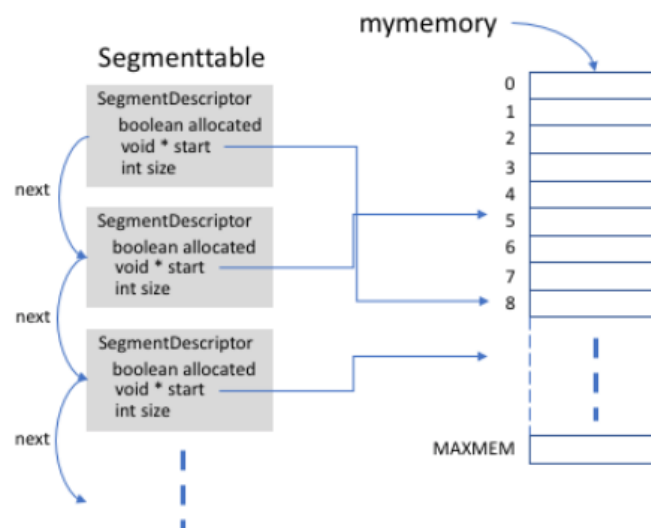 mymemory
Segmenttable
SegmentDescriptor
boolean allocated
void * start
int size
next
SegmentDescriptor
boolean allocated
void * start
int size
next
SegmentDescriptor
boolean allocated
void * start
int size
next
0
1
2
3
4
5
6
7
8
MAXMEM